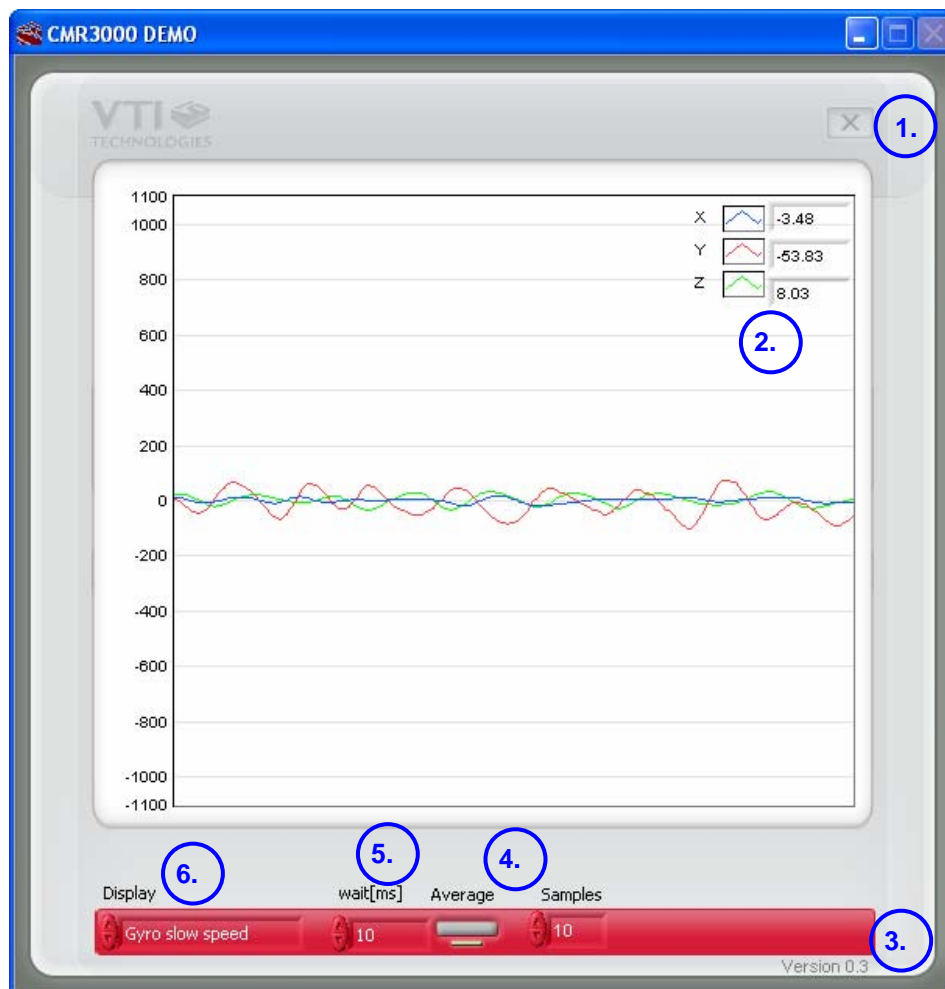 CMR3000 DEMO
VTI
TECHNOLOGIES
1.
1100
1000
800
600
400
200
0
-200
-400
-600
-800
-1000
-1100
X -3.48
Y -53.83
Z 8.03
2.
6.
5.
4.
Display wait[ms] Average Samples
Gyro slow speed 10 10
3.
Version 0.3